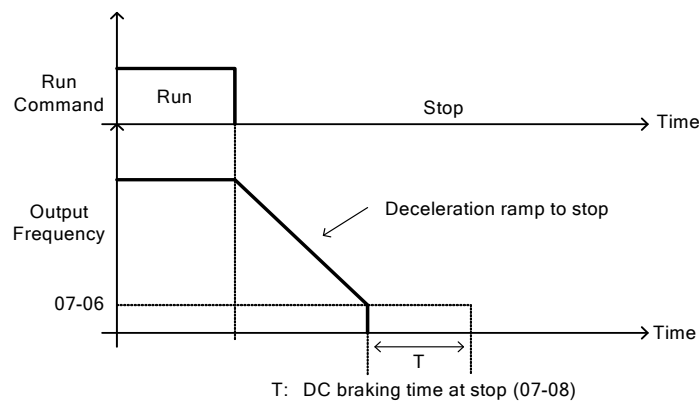 Run
Command
Run
Stop
Time
Output
Frequency
Deceleration ramp to stop
07-06
Time
T
T: DC braking time at stop (07-08)